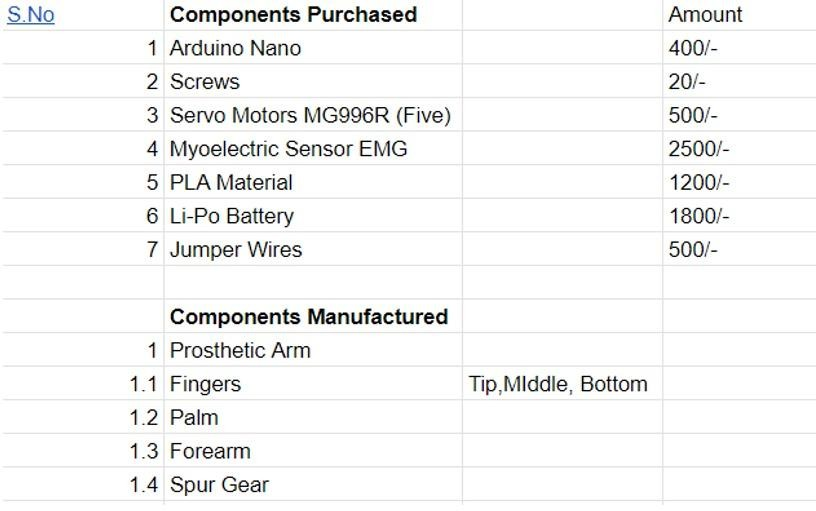 S.No Components Purchased Amount
1 Arduino Nano 400/-
2 Screws 20/-
3 Servo Motors MG996R (Five) 500/-
4 Myoelectric Sensor EMG 2500/-
5 PLA Material 1200/-
6 Li-Po Battery 1800/-
7 Jumper Wires 500/-
Components Manufactured
1 Prosthetic Arm
1.1 Fingers Tip,MIddle, Bottom
1.2 Palm
1.3 Forearm
1.4 Spur Gear